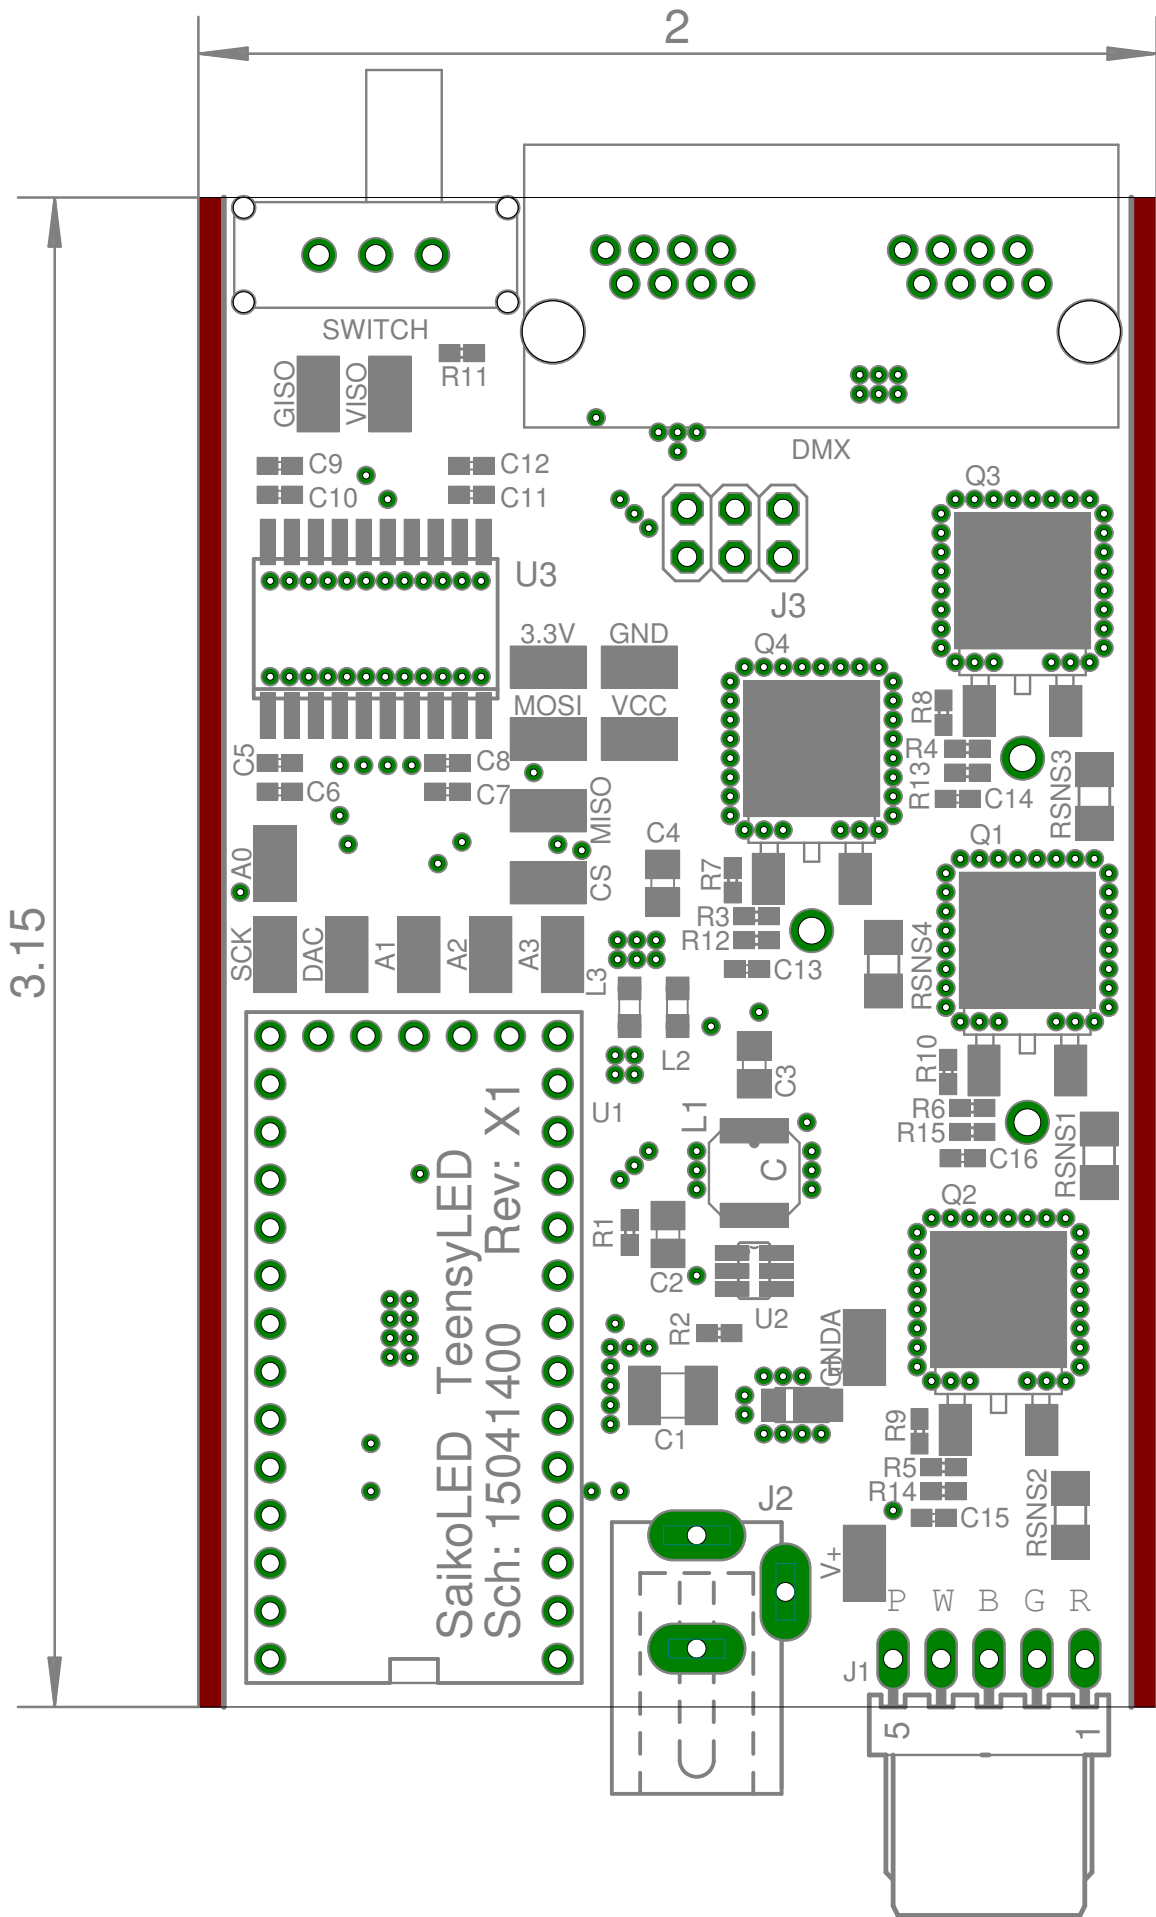 2
3.15
SWITCH
GISO
VISO
R11
DMX
C9
C12
C10
C11
Q3
U3
J3
3.3V
GND
Q4
MOSI
VCC
R8
R4
R13
C14
RSNS3
C5
C8
C6
C7
MISO
A0
C4
CS
R7
Q1
R3
R12
C13
RSNS4
SCK
DAC
A1
A2
A3
L3
L2
C3
R10
R6
R15
C16
RSNS1
U1
L1
C
Q2
R1
C2
U2
R2
GNDA
C1
R9
R5
R14
C15
RSNS2
SaikoLED TeensyLED
Sch: 15041400 Rev: X1
J2
V+
P W B G R
J1
5
1